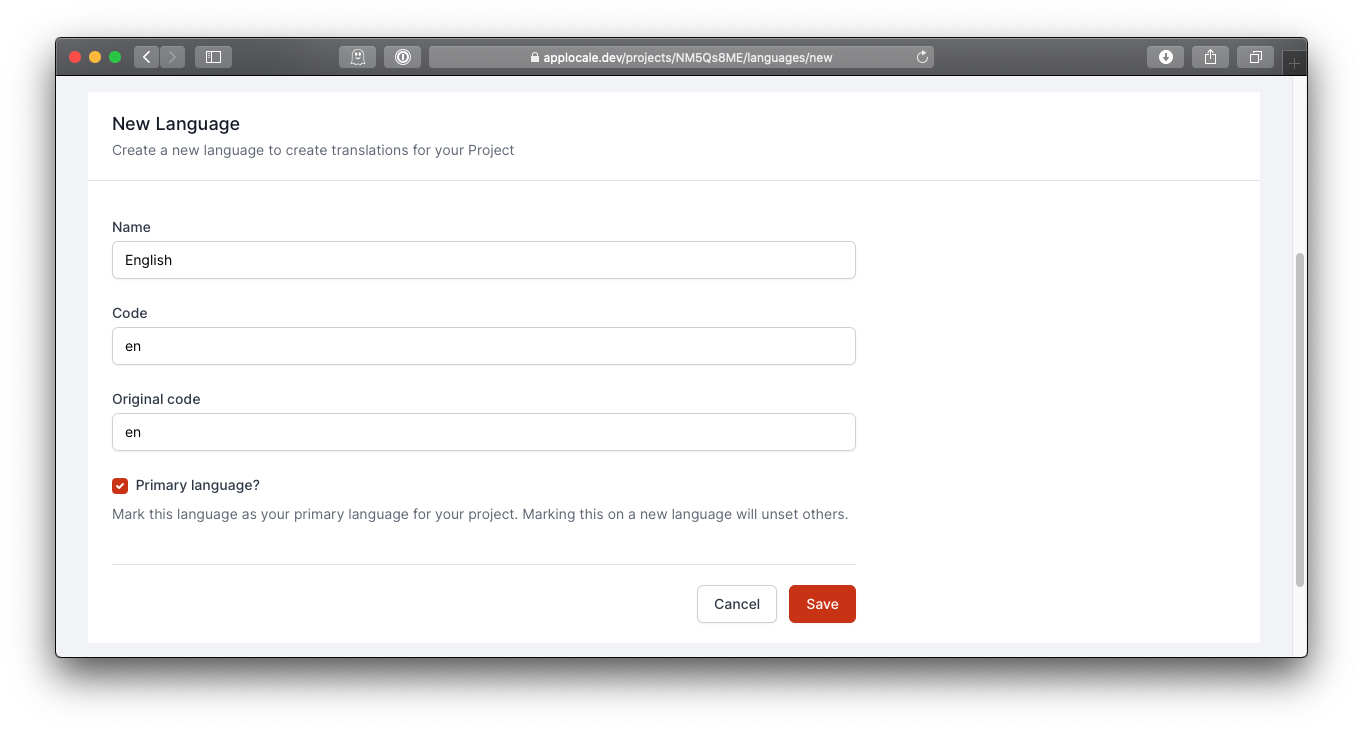 applocale.dev/projects/NM5Qs8ME/languages/new
New Language
Create a new language to create translations for your Project
Name
English
Code
en
Original code
en
Primary language?
Mark this language as your primary language for your project. Marking this on a new language will unset others.
Cancel
Save